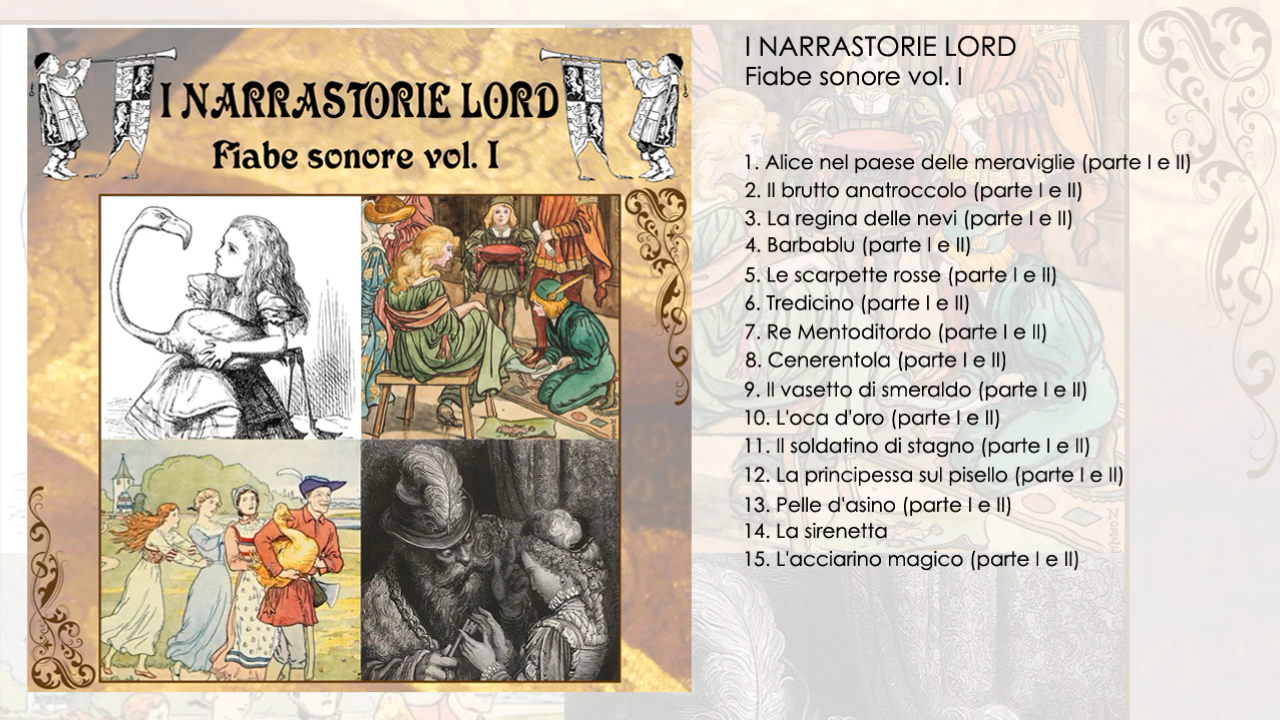 I NARRASTORIE LORD
Fiabe sonore vol. I
I NARRASTORIE LORD
Fiabe sonore vol. I
1. Alice nel paese delle meraviglie (parte I e II)
2. Il brutto anatroccolo (parte I e II)
3. La regina delle nevi (parte I e II)
4. Barbablu (parte I e II)
5. Le scarpette rosse (parte I e II)
6. Tredicino (parte I e II)
7. Re Mentoditordo (parte I e II)
8. Cenerentola (parte I e II)
9. Il vasetto di smeraldo (parte I e II)
10. L'oca d'oro (parte I e II)
11. Il soldatino di stagno (parte I e II)
12. La principessa sul pisello (parte I e II)
13. Pelle d'asino (parte I e II)
14. La sirenetta
15. L'acciarino magico (parte I e II)